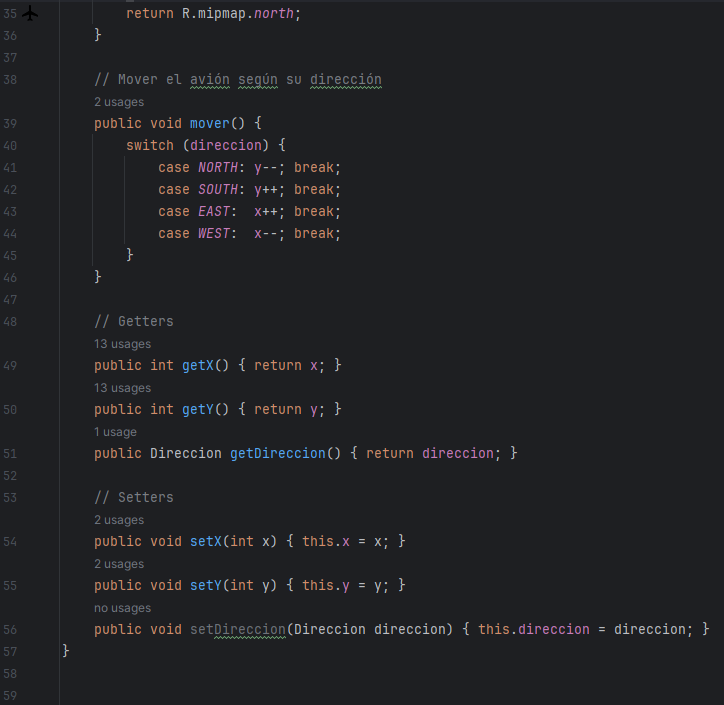 35 return R.mipmap.north;
36 }
37
38 // Mover el avión según su dirección
2 usages
39 public void mover() {
40 switch (direccion) {
41 case NORTH: y--; break;
42 case SOUTH: y++; break;
43 case EAST:  x++; break;
44 case WEST:  x--; break;
45 }
46 }
47
48 // Getters
13 usages
49 public int getX() { return x; }
13 usages
50 public int getY() { return y; }
1 usage
51 public Direccion getDireccion() { return direccion; }
52
53 // Setters
2 usages
54 public void setX(int x) { this.x = x; }
2 usages
55 public void setY(int y) { this.y = y; }
no usages
56 public void setDireccion(Direccion direccion) { this.direccion = direccion; }
57 }
58
59